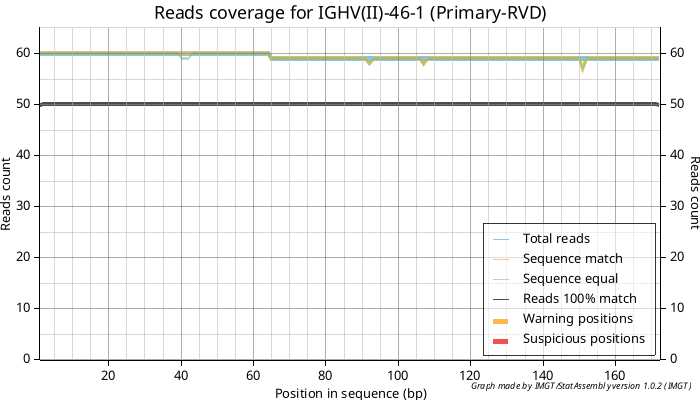 Reads coverage for IGHV(II)-46-1 (Primary-RVD)
60
50
40
30
20
10
0
Reads count
60
50
40
30
20
10
0
Reads count
Total reads
Sequence match
Sequence equal
Reads 100% match
Warning positions
Suspicious positions
20 40 60 80 100 120 140 160
Position in sequence (bp)
Graph made by IMGT/StatAssembly version 1.0.2 (IMGT)